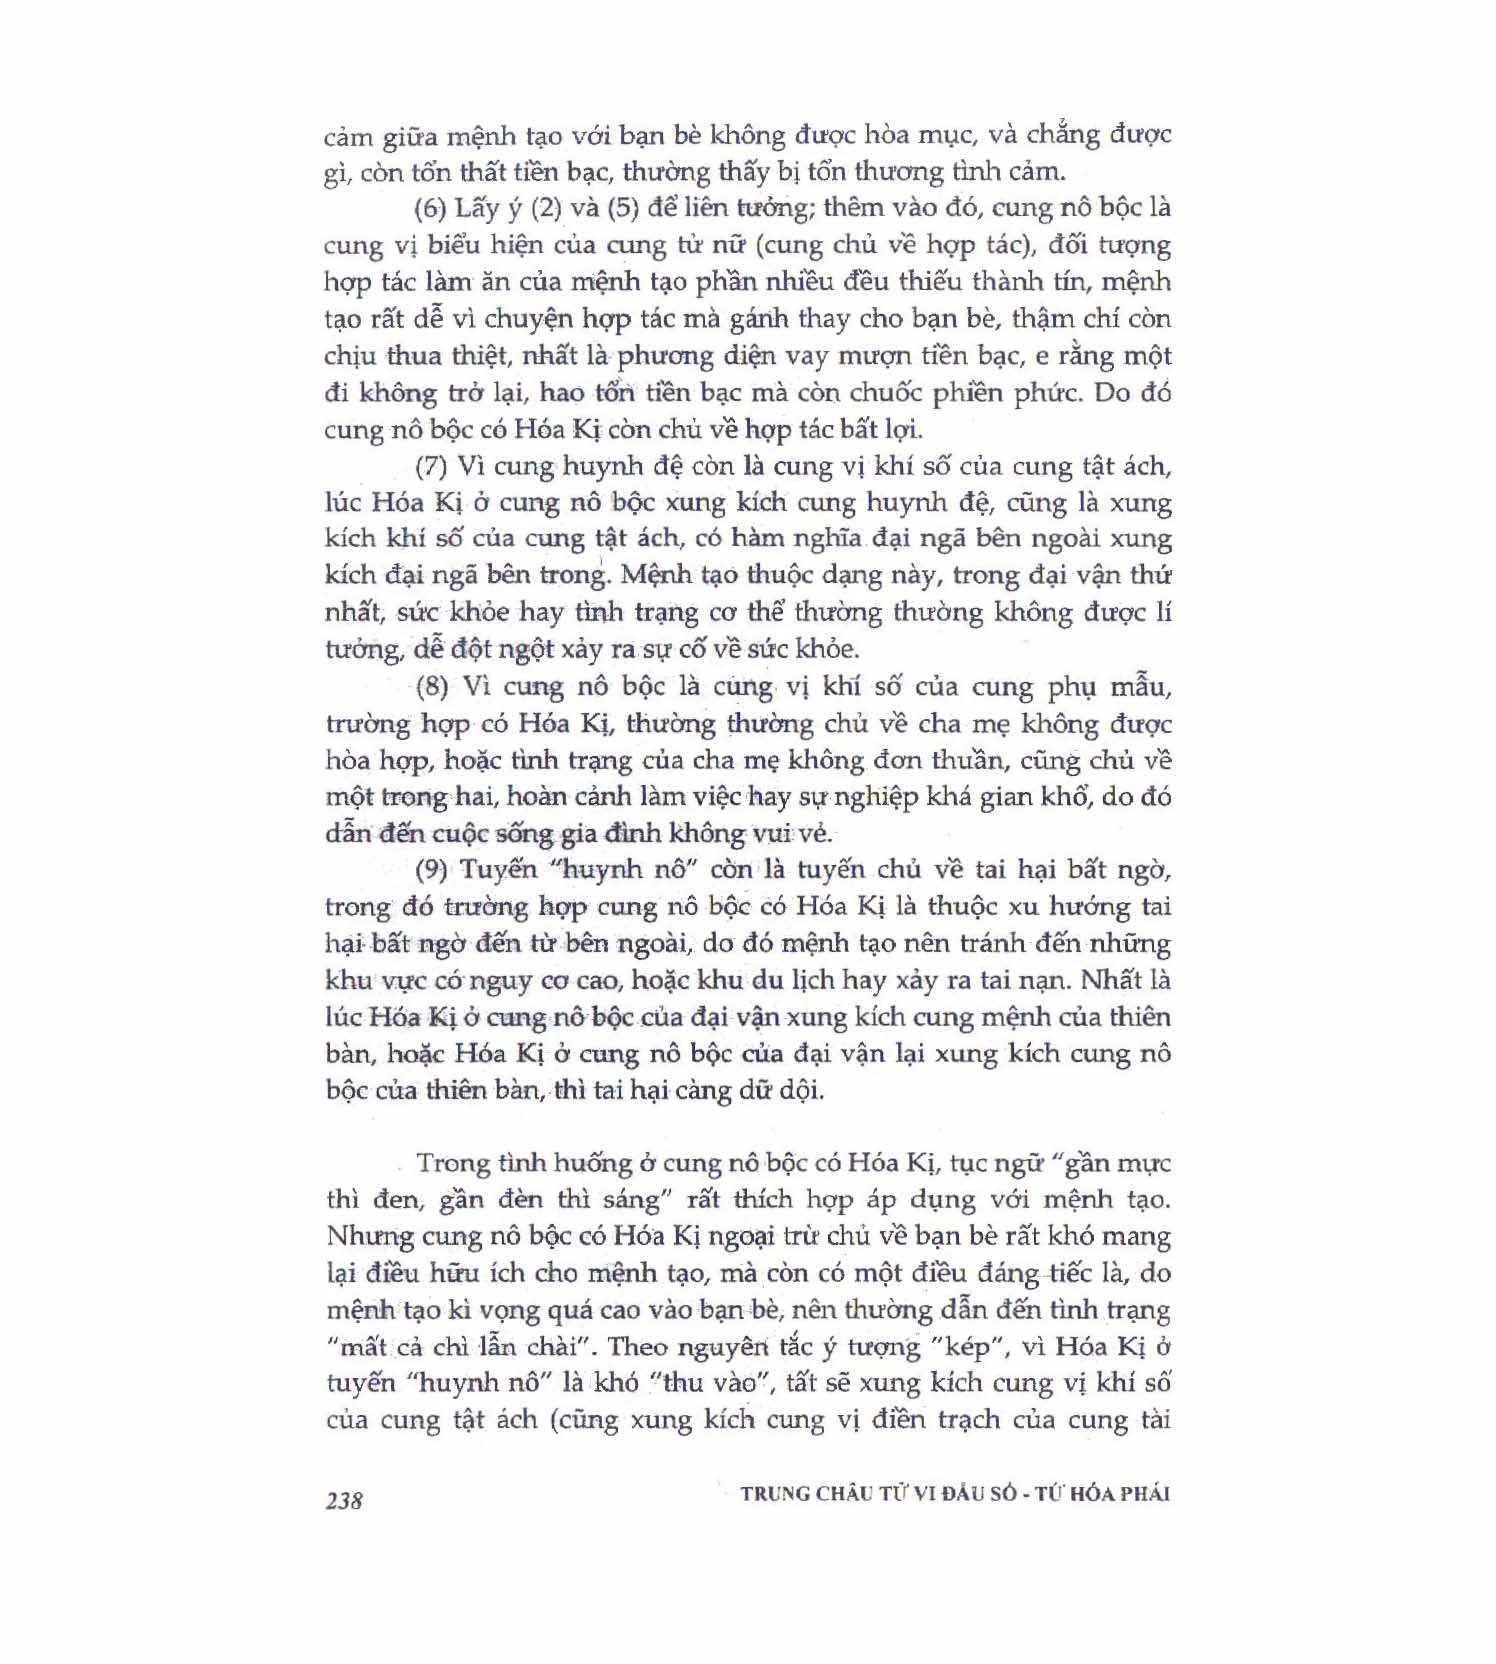 cảm giữa mệnh tạo với bạn bè không được hòa mục, và chẳng được
gì, còn tổn thất tiền bạc, thường thấy bị tổn thương tình cảm.
(6) Lấy ý (2) và (5) để liên tưởng; thêm vào đó, cung nô bộc là
cung vị biểu hiện của cung tử nữ (cung chủ về hợp tác), đối tượng
hợp tác làm ăn của mệnh tạo phần nhiều đều thiếu thành tín, mệnh
tạo rất dễ vì chuyện hợp tác mà gánh thay cho bạn bè, thậm chí còn
chịu thua thiệt, nhất là phương diện vay mượn tiền bạc, e rằng một
đi không trở lại, hao tổn tiền bạc mà còn chuốc phiền phức. Do đó
cung nô bộc có Hóa Kị còn chủ về hợp tác bất lợi.
(7) Vì cung huynh đệ còn là cung vị khí số của cung tật ách,
lúc Hóa Kị ở cung nô bộc xung kích cung huynh đệ, cũng là xung
kích khí số của cung tật ách, có hàm nghĩa đại ngã bên ngoài xung
kích đại ngã bên trong. Mệnh tạo thuộc dạng này, trong đại vận thứ
nhất, sức khỏe hay tình trạng cơ thể thường thường không được lí
tưởng, dễ đột ngột xảy ra sự cố về sức khỏe.
(8) Vì cung nô bộc là cung vị khí số của cung phụ mẫu,
trường hợp có Hóa Kị, thường thường chủ về cha mẹ không được
hòa hợp, hoặc tình trạng của cha mẹ không đơn thuần, cũng chủ về
một trong hai, hoàn cảnh làm việc hay sự nghiệp khá gian khổ, do đó
dẫn đến cuộc sống gia đình không vui vẻ.
(9) Tuyến "huynh nô" còn là tuyến chủ về tai hại bất ngờ,
trong đó trường hợp cung nô bộc có Hóa Kị là thuộc xu hướng tai
hại bất ngờ đến từ bên ngoài, do đó mệnh tạo nên tránh đến những
khu vực có nguy cơ cao, hoặc khu du lịch hay xảy ra tai nạn. Nhất là
lúc Hóa Kị ở cung nô bộc của đại vận xung kích cung mệnh của thiên
bàn, hoặc Hóa Kị ở cung nô bộc của đại vận lại xung kích cung nô
bộc của thiên bàn, thì tai hại càng dữ dội.
Trong tình huống ở cung nô bộc có Hóa Kị, tục ngữ "gần mực
thì đen, gần đèn thì sáng" rất thích hợp áp dụng với mệnh tạo.
Nhưng cung nô bộc có Hóa Kị ngoại trừ chủ về bạn bè rất khó mang
lại điều hữu ích cho mệnh tạo, mà còn có một điều đáng tiếc là, do
mệnh tạo kì vọng quá cao vào bạn bè, nên thường dẫn đến tình trạng
"mất cả chì lẫn chài". Theo nguyên tắc ý tượng "kép", vì Hóa Kị ở
tuyến "huynh nô" là khó "thu vào", tất sẽ xung kích cung vị khí số
của cung tật ách (cũng xung kích cung vị điền trạch của cung tài
238 TRUNG CHÂU TỬ VI ĐẨU SỐ - TỨ HÓA PHÁI